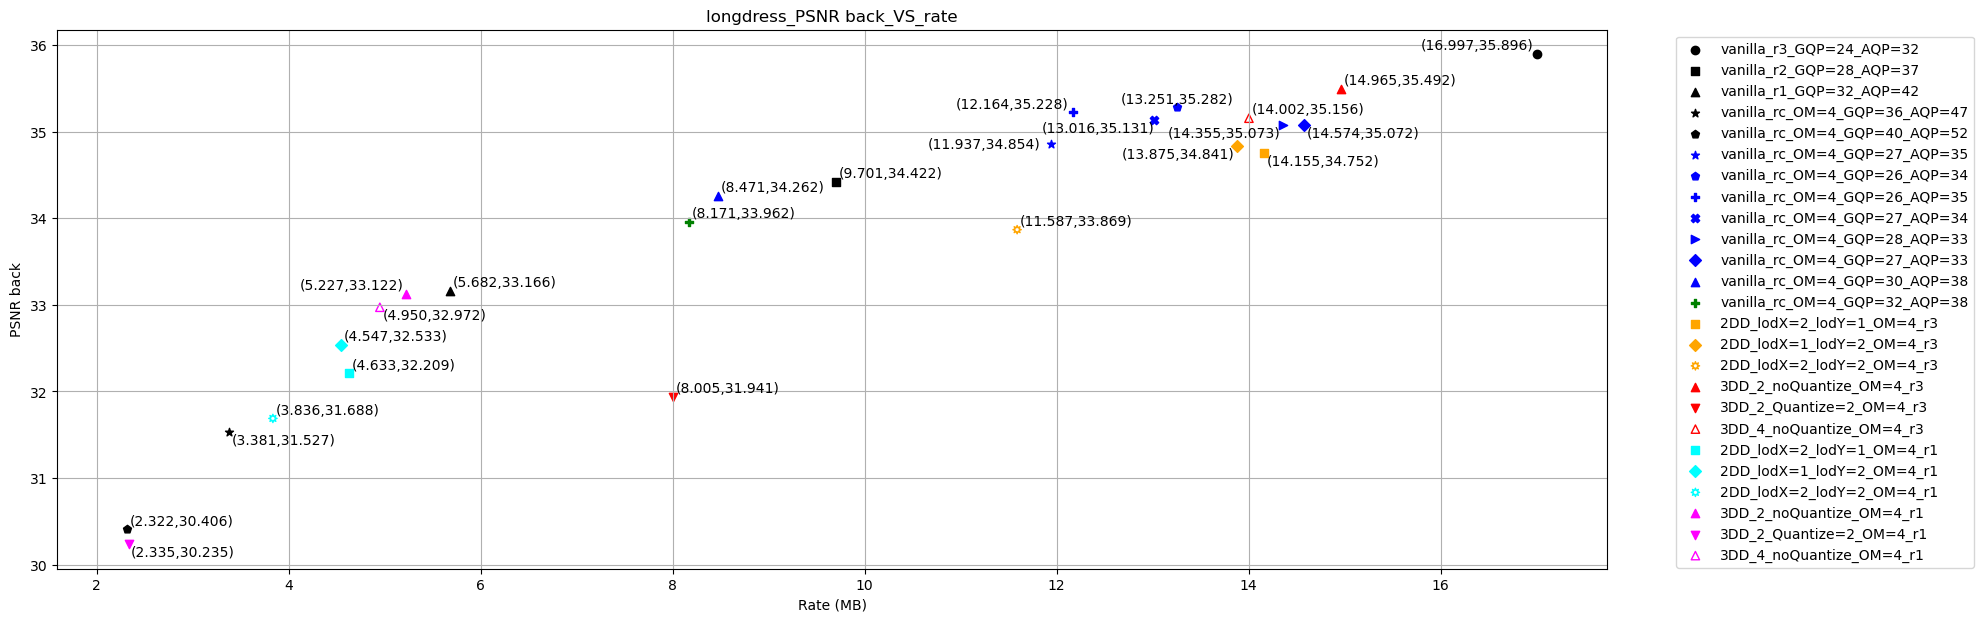 longdress_PSNR back_VS_rate
PSNR back
36
35
34
33
32
31
30
(16.997,35.896)
(14.965,35.492)
(13.251,35.282)
(12.164,35.228)
(14.002,35.156)
(13.016,35.131)
(14.355,35.073)
(14.574,35.072)
(11.937,34.854)
(13.875,34.841)
(14.155,34.752)
(9.701,34.422)
(8.471,34.262)
(8.171,33.962)
(11.587,33.869)
(5.227,33.122)
(5.682,33.166)
(4.950,32.972)
(4.547,32.533)
(4.633,32.209)
(8.005,31.941)
(3.836,31.688)
(3.381,31.527)
(2.322,30.406)
(2.335,30.235)
2
4
6
8
10
12
14
16
Rate (MB)
vanilla_r3_GQP=24_AQP=32
vanilla_r2_GQP=28_AQP=37
vanilla_r1_GQP=32_AQP=42
vanilla_rc_OM=4_GQP=36_AQP=47
vanilla_rc_OM=4_GQP=40_AQP=52
vanilla_rc_OM=4_GQP=27_AQP=35
vanilla_rc_OM=4_GQP=26_AQP=34
vanilla_rc_OM=4_GQP=26_AQP=35
vanilla_rc_OM=4_GQP=27_AQP=34
vanilla_rc_OM=4_GQP=28_AQP=33
vanilla_rc_OM=4_GQP=27_AQP=33
vanilla_rc_OM=4_GQP=30_AQP=38
vanilla_rc_OM=4_GQP=32_AQP=38
2DD_lodX=2_lodY=1_OM=4_r3
2DD_lodX=1_lodY=2_OM=4_r3
2DD_lodX=2_lodY=2_OM=4_r3
3DD_2_noQuantize_OM=4_r3
3DD_2_Quantize=2_OM=4_r3
3DD_4_noQuantize_OM=4_r3
2DD_lodX=2_lodY=1_OM=4_r1
2DD_lodX=1_lodY=2_OM=4_r1
2DD_lodX=2_lodY=2_OM=4_r1
3DD_2_noQuantize_OM=4_r1
3DD_2_Quantize=2_OM=4_r1
3DD_4_noQuantize_OM=4_r1